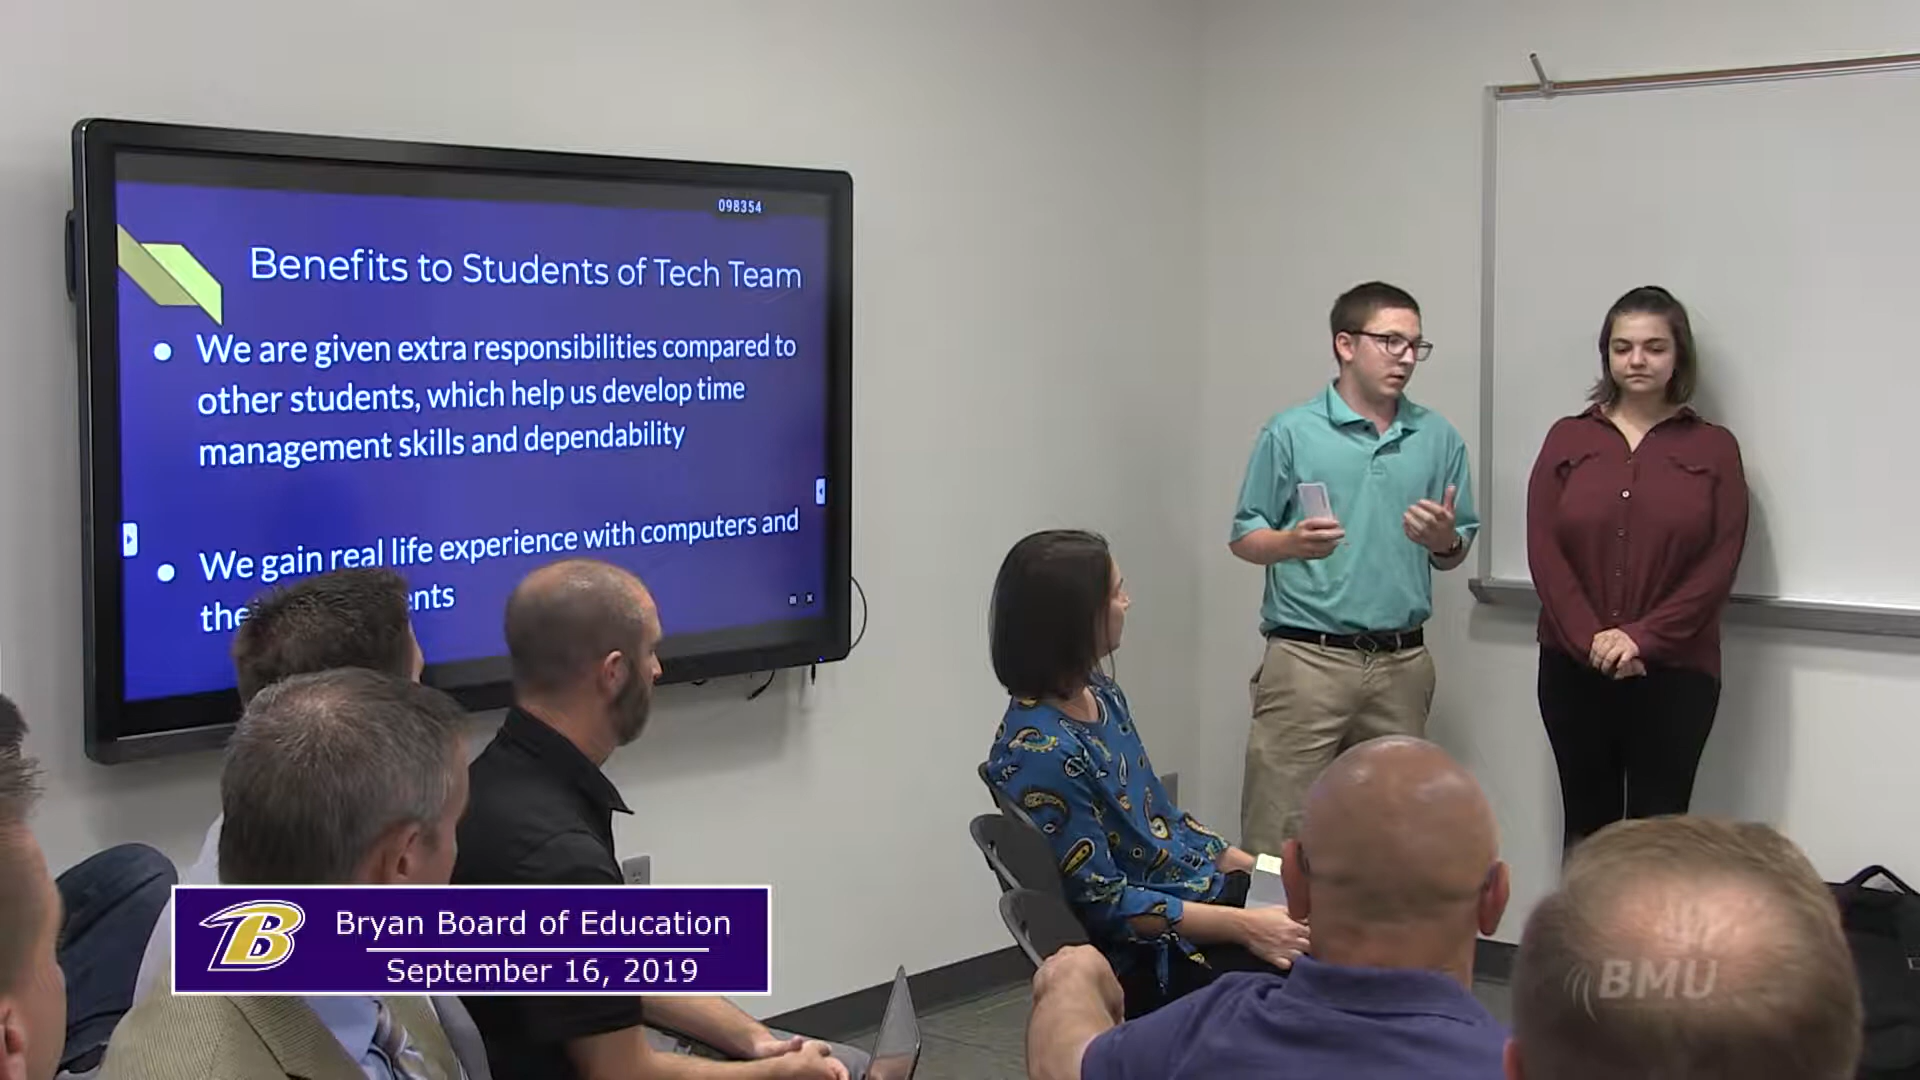 098354
Benefits to Students of Tech Team
● We are given extra responsibilities compared to
other students, which help us develop time
management skills and dependability
● We gain real life experience with computers and
B
Bryan Board of Education
September 16, 2019
BMU